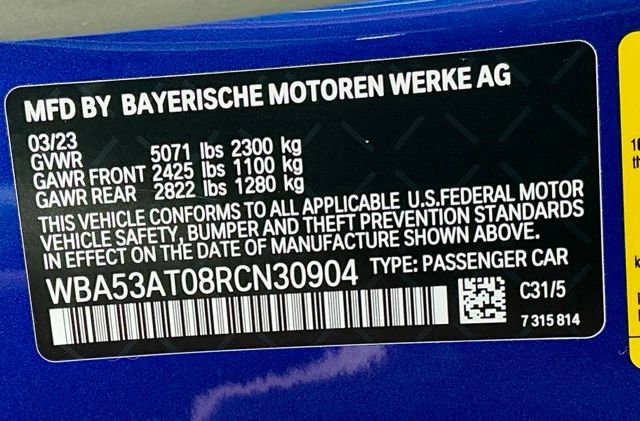 MFD BY BAYERISCHE MOTOREN WERKE AG
03/23
GVWR 5071 lbs 2300 kg
GAWR FRONT 2425 lbs 1100 kg
GAWR REAR 2822 lbs 1280 kg
THIS VEHICLE CONFORMS TO ALL APPLICABLE U.S.FEDERAL MOTOR
VEHICLE SAFETY, BUMPER AND THEFT PREVENTION STANDARDS
IN EFFECT ON THE DATE OF MANUFACTURE SHOWN ABOVE.
WBA53AT08RCN30904 TYPE: PASSENGER CAR
C31/5
7 315 814